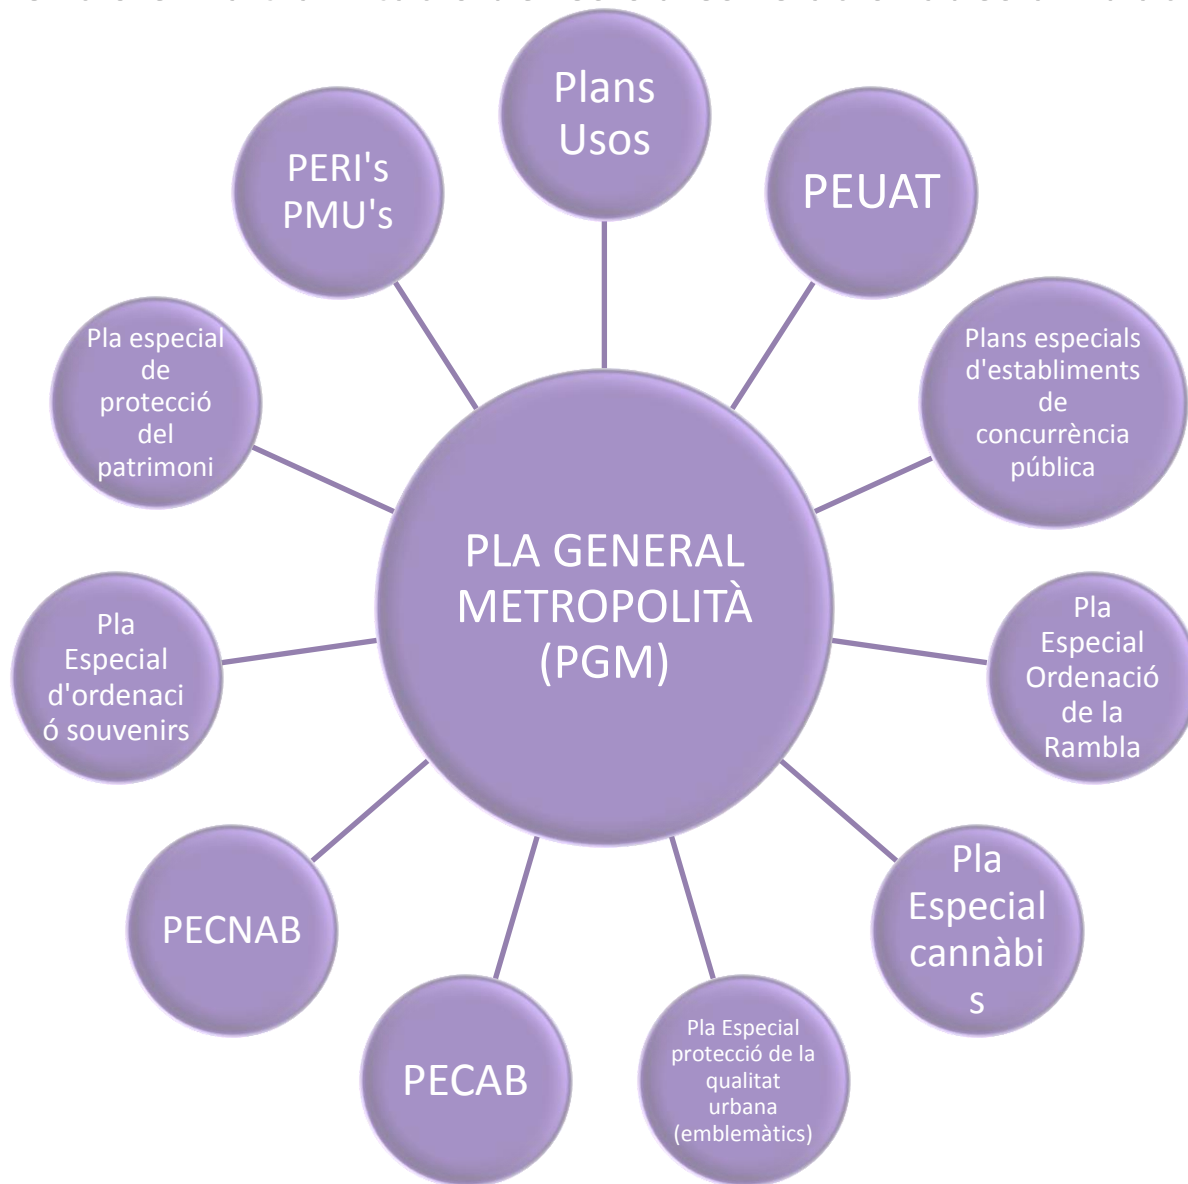 Plans
Usos
PERI's
PMU's
PEUAT
Pla especial
de
protecció
del
patrimoni
Plans especials
d'establiments
de
concurrència
pública
PLA GENERAL
METROPOLITÀ
(PGM)
Pla
Especial
d'ordenaci
ó souvenirs
Pla
Especial
Ordenació
de la
Rambla
PECNAB
Pla
Especial
cannàbi
s
PECAB
Pla Especial
protecció de la
qualitat
urbana
(emblemàtics)